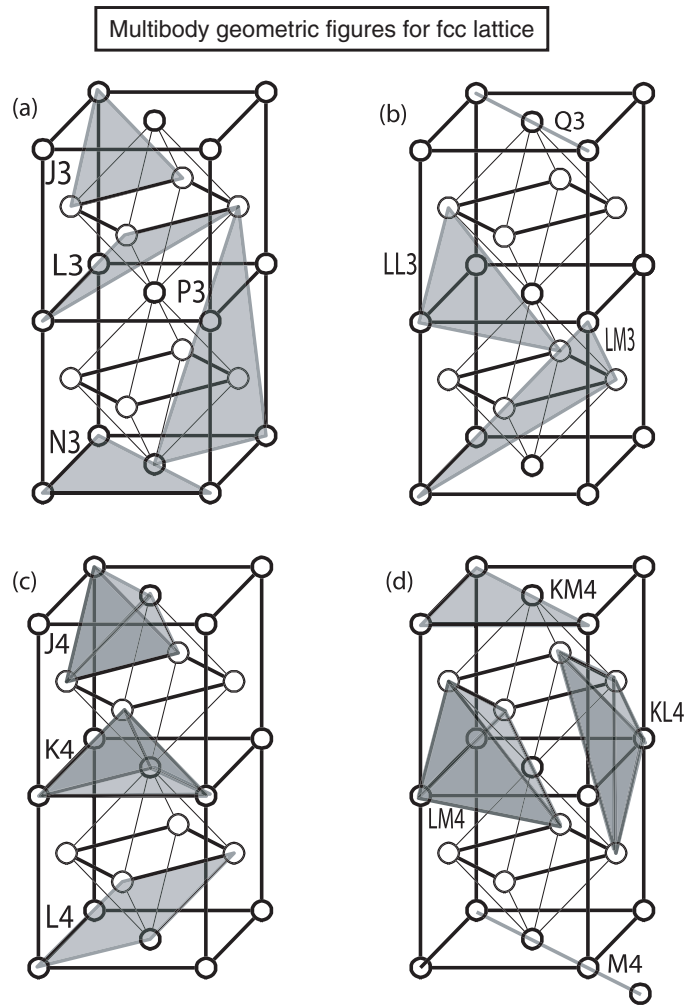 Multibody geometric figures for fcc lattice
(a)
J3
L3
P3
N3
(b)
Q3
LL3
LM3
(c)
J4
K4
L4
(d)
KM4
KL4
LM4
M4